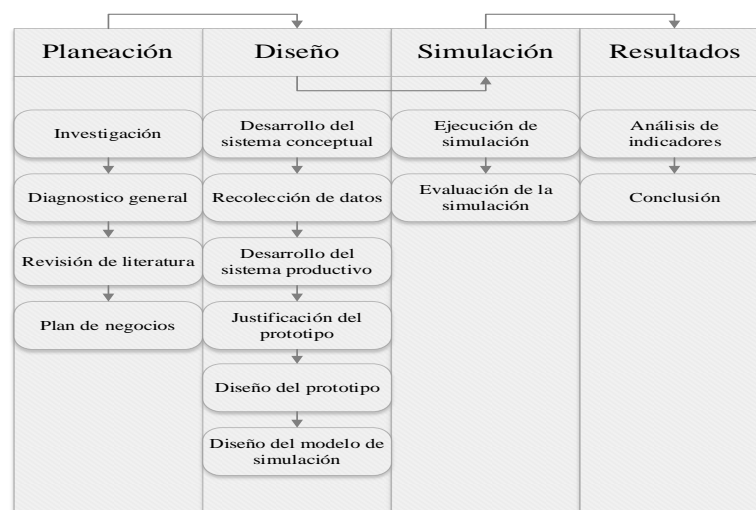 Planeación
Diseño
Simulación
Resultados
Investigación
Diagnostico general
Revisión de literatura
Plan de negocios
Desarrollo del
sistema conceptual
Recolección de datos
Desarrollo del
sistema productivo
Justificación del
prototipo
Diseño del prototipo
Diseño del modelo de
simulación
Ejecución de
simulación
Evaluación de la
simulación
Análisis de
indicadores
Conclusión